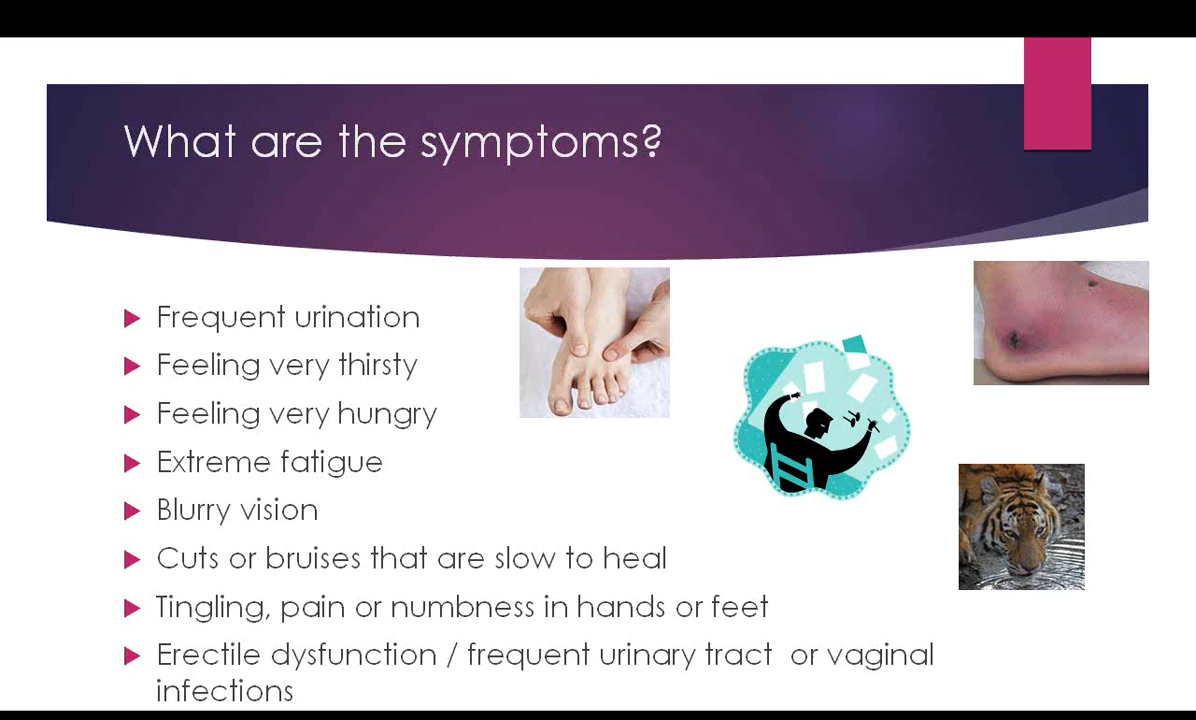 What are the symptoms?
Frequent urination
Feeling very thirsty
Feeling very hungry
Extreme fatigue
Blurry vision
Cuts or bruises that are slow to heal
Tingling, pain or numbness in hands or feet
Erectile dysfunction / frequent urinary tract  or vaginal
infections